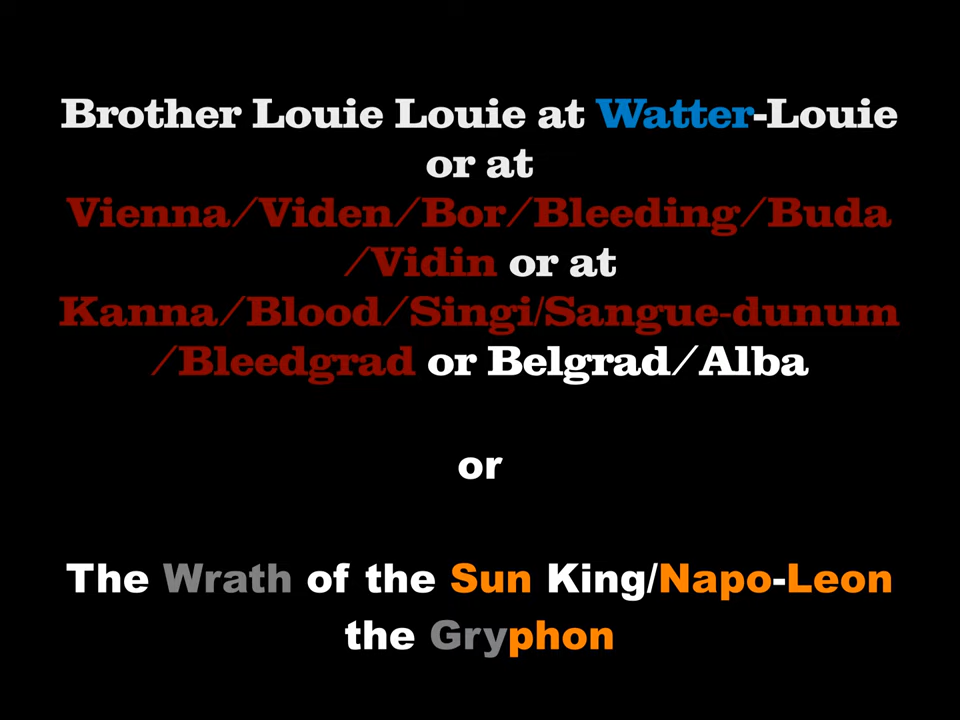 Brother Louie Louie at Watter-Louie
or at
Vienna/Viden/Bor/Bleeding/Buda
/Vidin or at
Kanna/Blood/Singi/Sangue-dunum
/Bleedgrad or Belgrad/Alba
or
The Wrath of the Sun King/Napo-Leon
the Gryphon